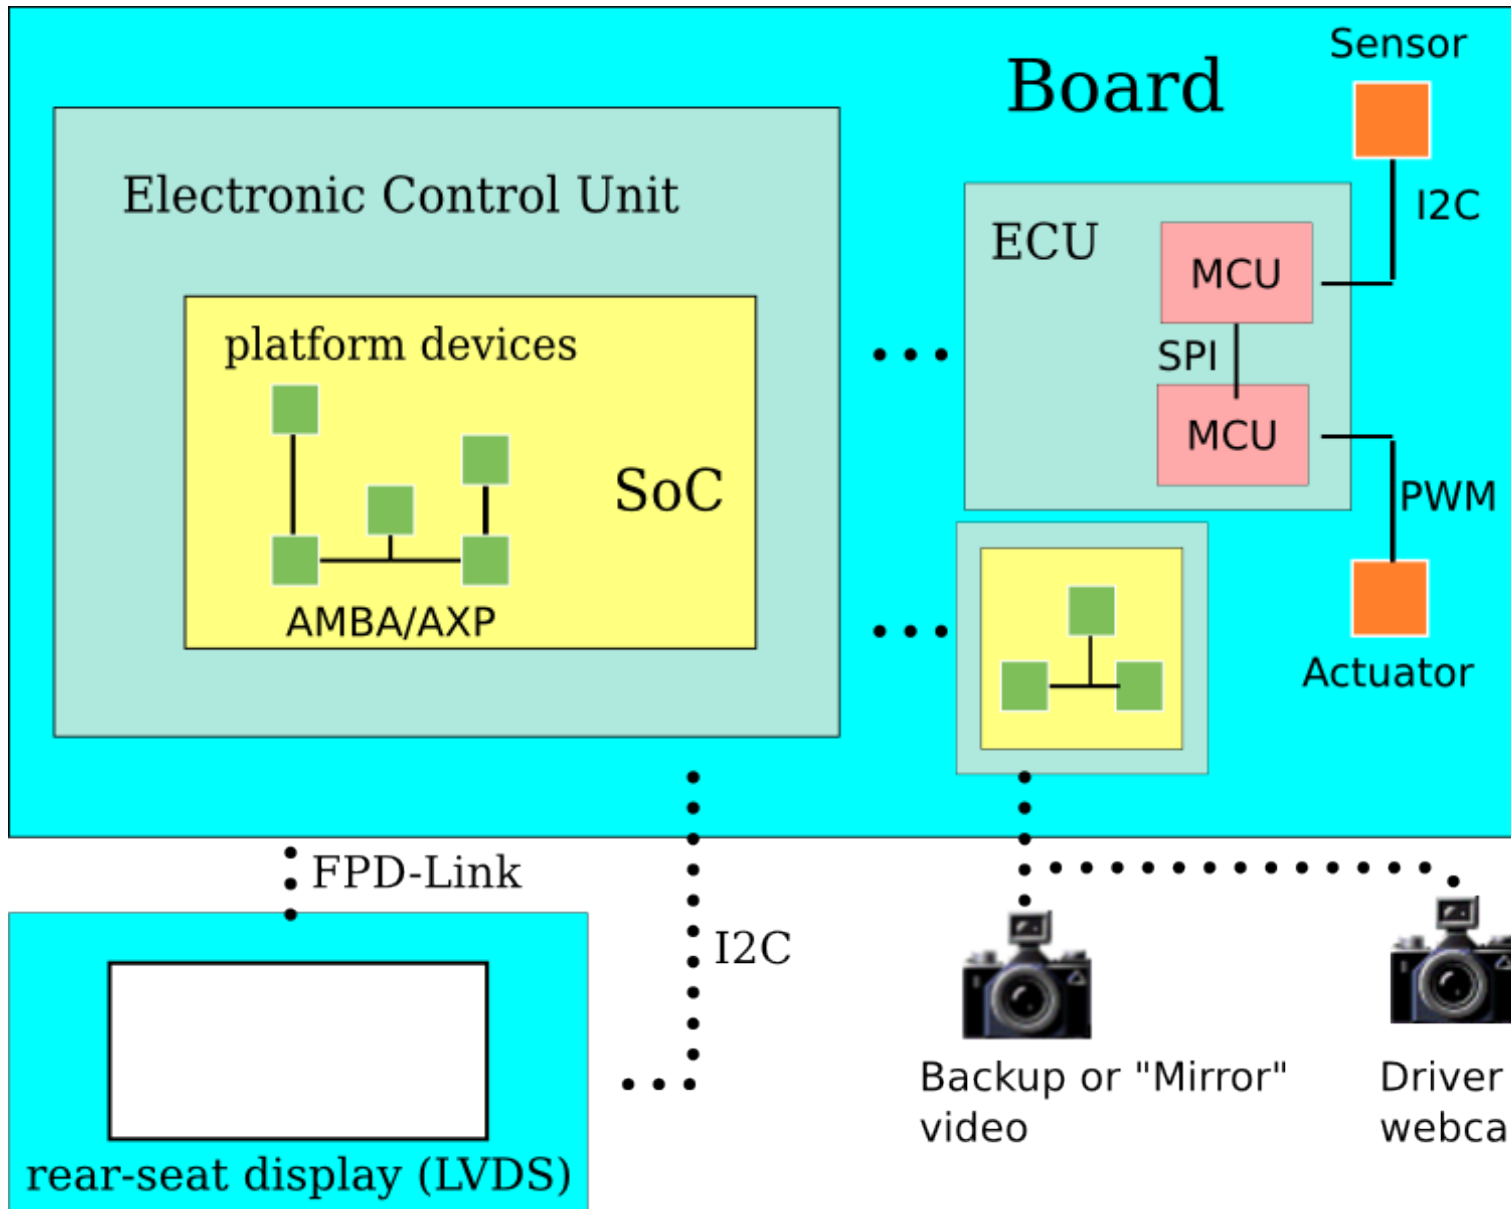 Sensor
Board
I2C
Electronic Control Unit
ECU
MCU
SPI
MCU
PWM
platform devices
SoC
AMBA/AXP
Actuator
FPD-Link
I2C
rear-seat display (LVDS)
Backup or "Mirror"
video
Driver
webca